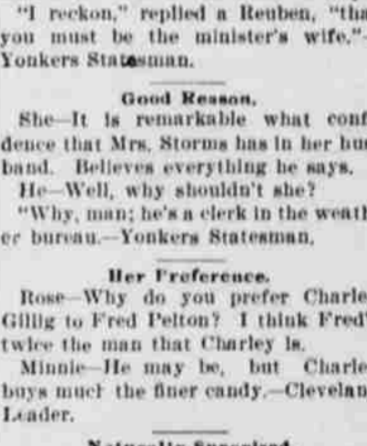 "I reckon," replied a Reuben, "tha
you must be the minister's wife."—
Yonkers Statesman.
Good Reason.
She—It is remarkable what conf
dence that Mrs. Storms has in her hus
band. Believes everything he says.
He—Well, why shouldn't she?
"Why, man; he's a clerk in the weath
er bureau.—Yonkers Statesman.
Her Preference.
Rose—Why do you prefer Charle
Gillig to Fred Pelton? I think Fred'
twice the man that Charley is.
Minnie—He may be, but Charle
buys much the finer candy.—Clevelan
Leader.